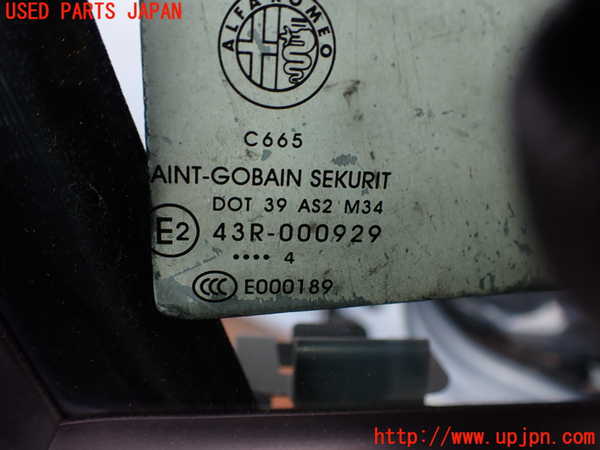 USED PARTS JAPAN
ALFA ROMEO
C665
AINT-GOBAIN SEKURIT
DOT 39 AS2 M34
E2 43R-000929
•••• 4
CCC E000189
http://www.upjpn.com